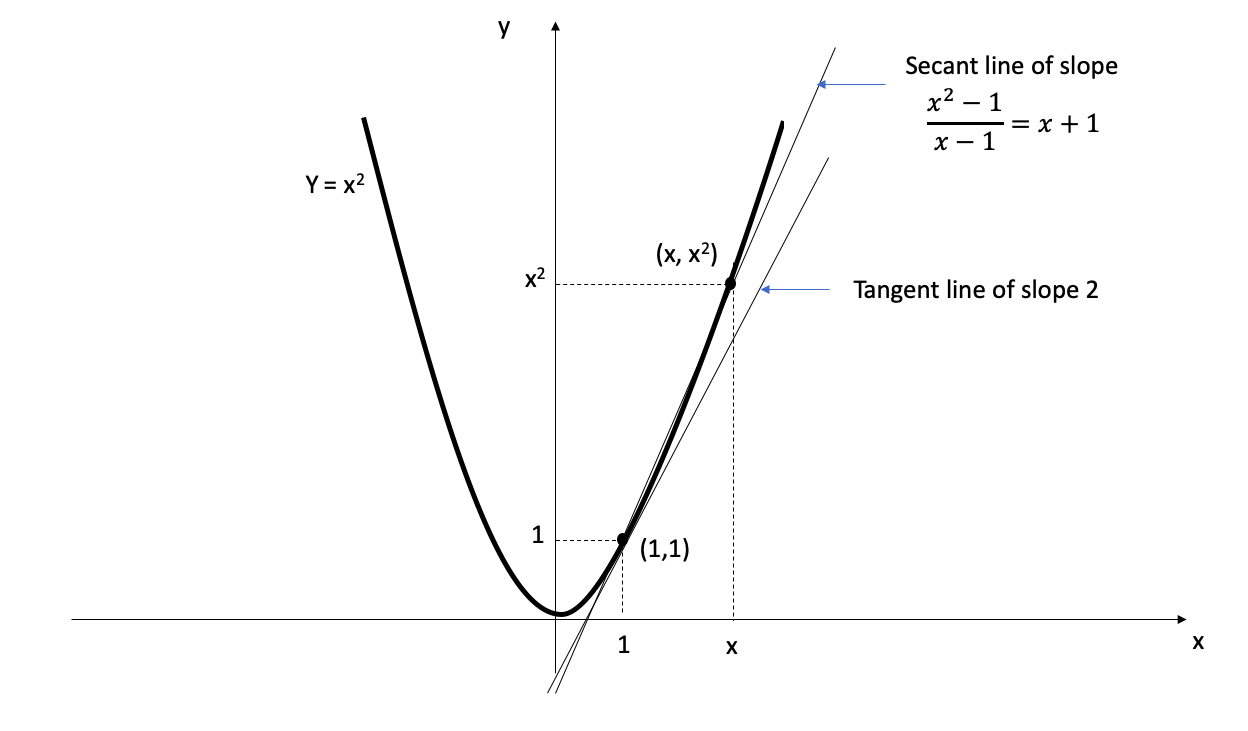 y
Secant line of slope
x² − 1
x − 1
= x + 1
Y = x²
(x, x²)
x²
Tangent line of slope 2
1
(1,1)
1
x
x